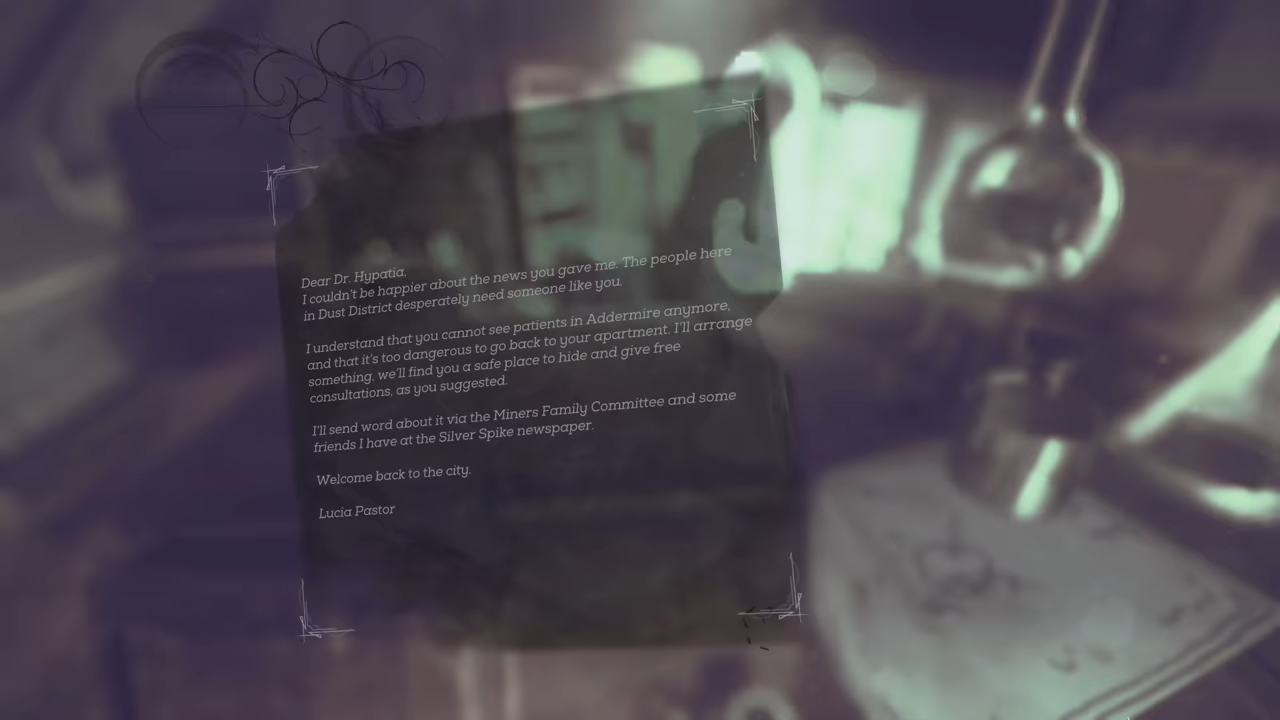 Dear Dr. Hypatia,
I couldn't be happier about the news you gave me. The people here
in Dust District desperately need someone like you.
I understand that you cannot see patients in Addermire anymore,
and that it's too dangerous to go back to your apartment. I'll arrange
something, we'll find you a safe place to hide and give free
consultations, as you suggested.
I'll send word about it via the Miners Family Committee and some
friends I have at the Silver Spike newspaper.
Welcome back to the city.
Lucia Pastor